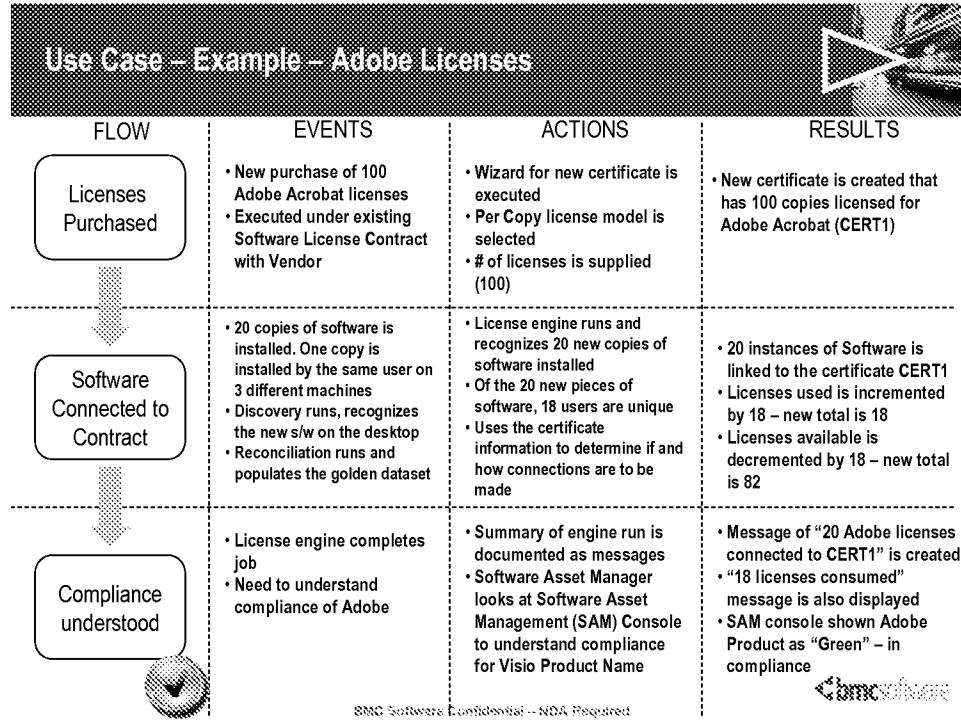 Use Case – Example – Adobe Licenses
FLOW
EVENTS
ACTIONS
RESULTS
Licenses
Purchased
• New purchase of 100
Adobe Acrobat licenses
• Executed under existing
Software License Contract
with Vendor
• Wizard for new certificate is
executed
• Per Copy license model is
selected
• # of licenses is supplied
(100)
• New certificate is created that
has 100 copies licensed for
Adobe Acrobat (CERT1)
Software
Connected to
Contract
• 20 copies of software is
installed. One copy is
installed by the same user on
3 different machines
• Discovery runs, recognizes
the new s/w on the desktop
• Reconciliation runs and
populates the golden dataset
• License engine runs and
recognizes 20 new copies of
software installed
• Of the 20 new pieces of
software, 18 users are unique
• Uses the certificate
information to determine if and
how connections are to be
made
• 20 instances of Software is
linked to the certificate CERT1
• Licenses used is incremented
by 18 – new total is 18
• Licenses available is
decremented by 18 – new total
is 82
Compliance
understood
• License engine completes
job
• Need to understand
compliance of Adobe
• Summary of engine run is
documented as messages
• Software Asset Manager
looks at Software Asset
Management (SAM) Console
to understand compliance
for Visio Product Name
• Message of “20 Adobe licenses
connected to CERT1” is created
• “18 licenses consumed”
message is also displayed
• SAM console shown Adobe
Product as “Green” – in
compliance
bmcsoftware
BMC Software Confidential – NDA Required